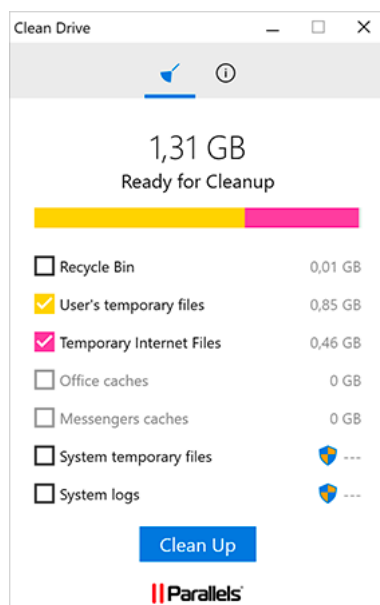 Clean Drive
1,31 GB
Ready for Cleanup
Recycle Bin 0,01 GB
User's temporary files 0,85 GB
Temporary Internet Files 0,46 GB
Office caches 0 GB
Messengers caches 0 GB
System temporary files ---
System logs ---
Clean Up
Parallels®